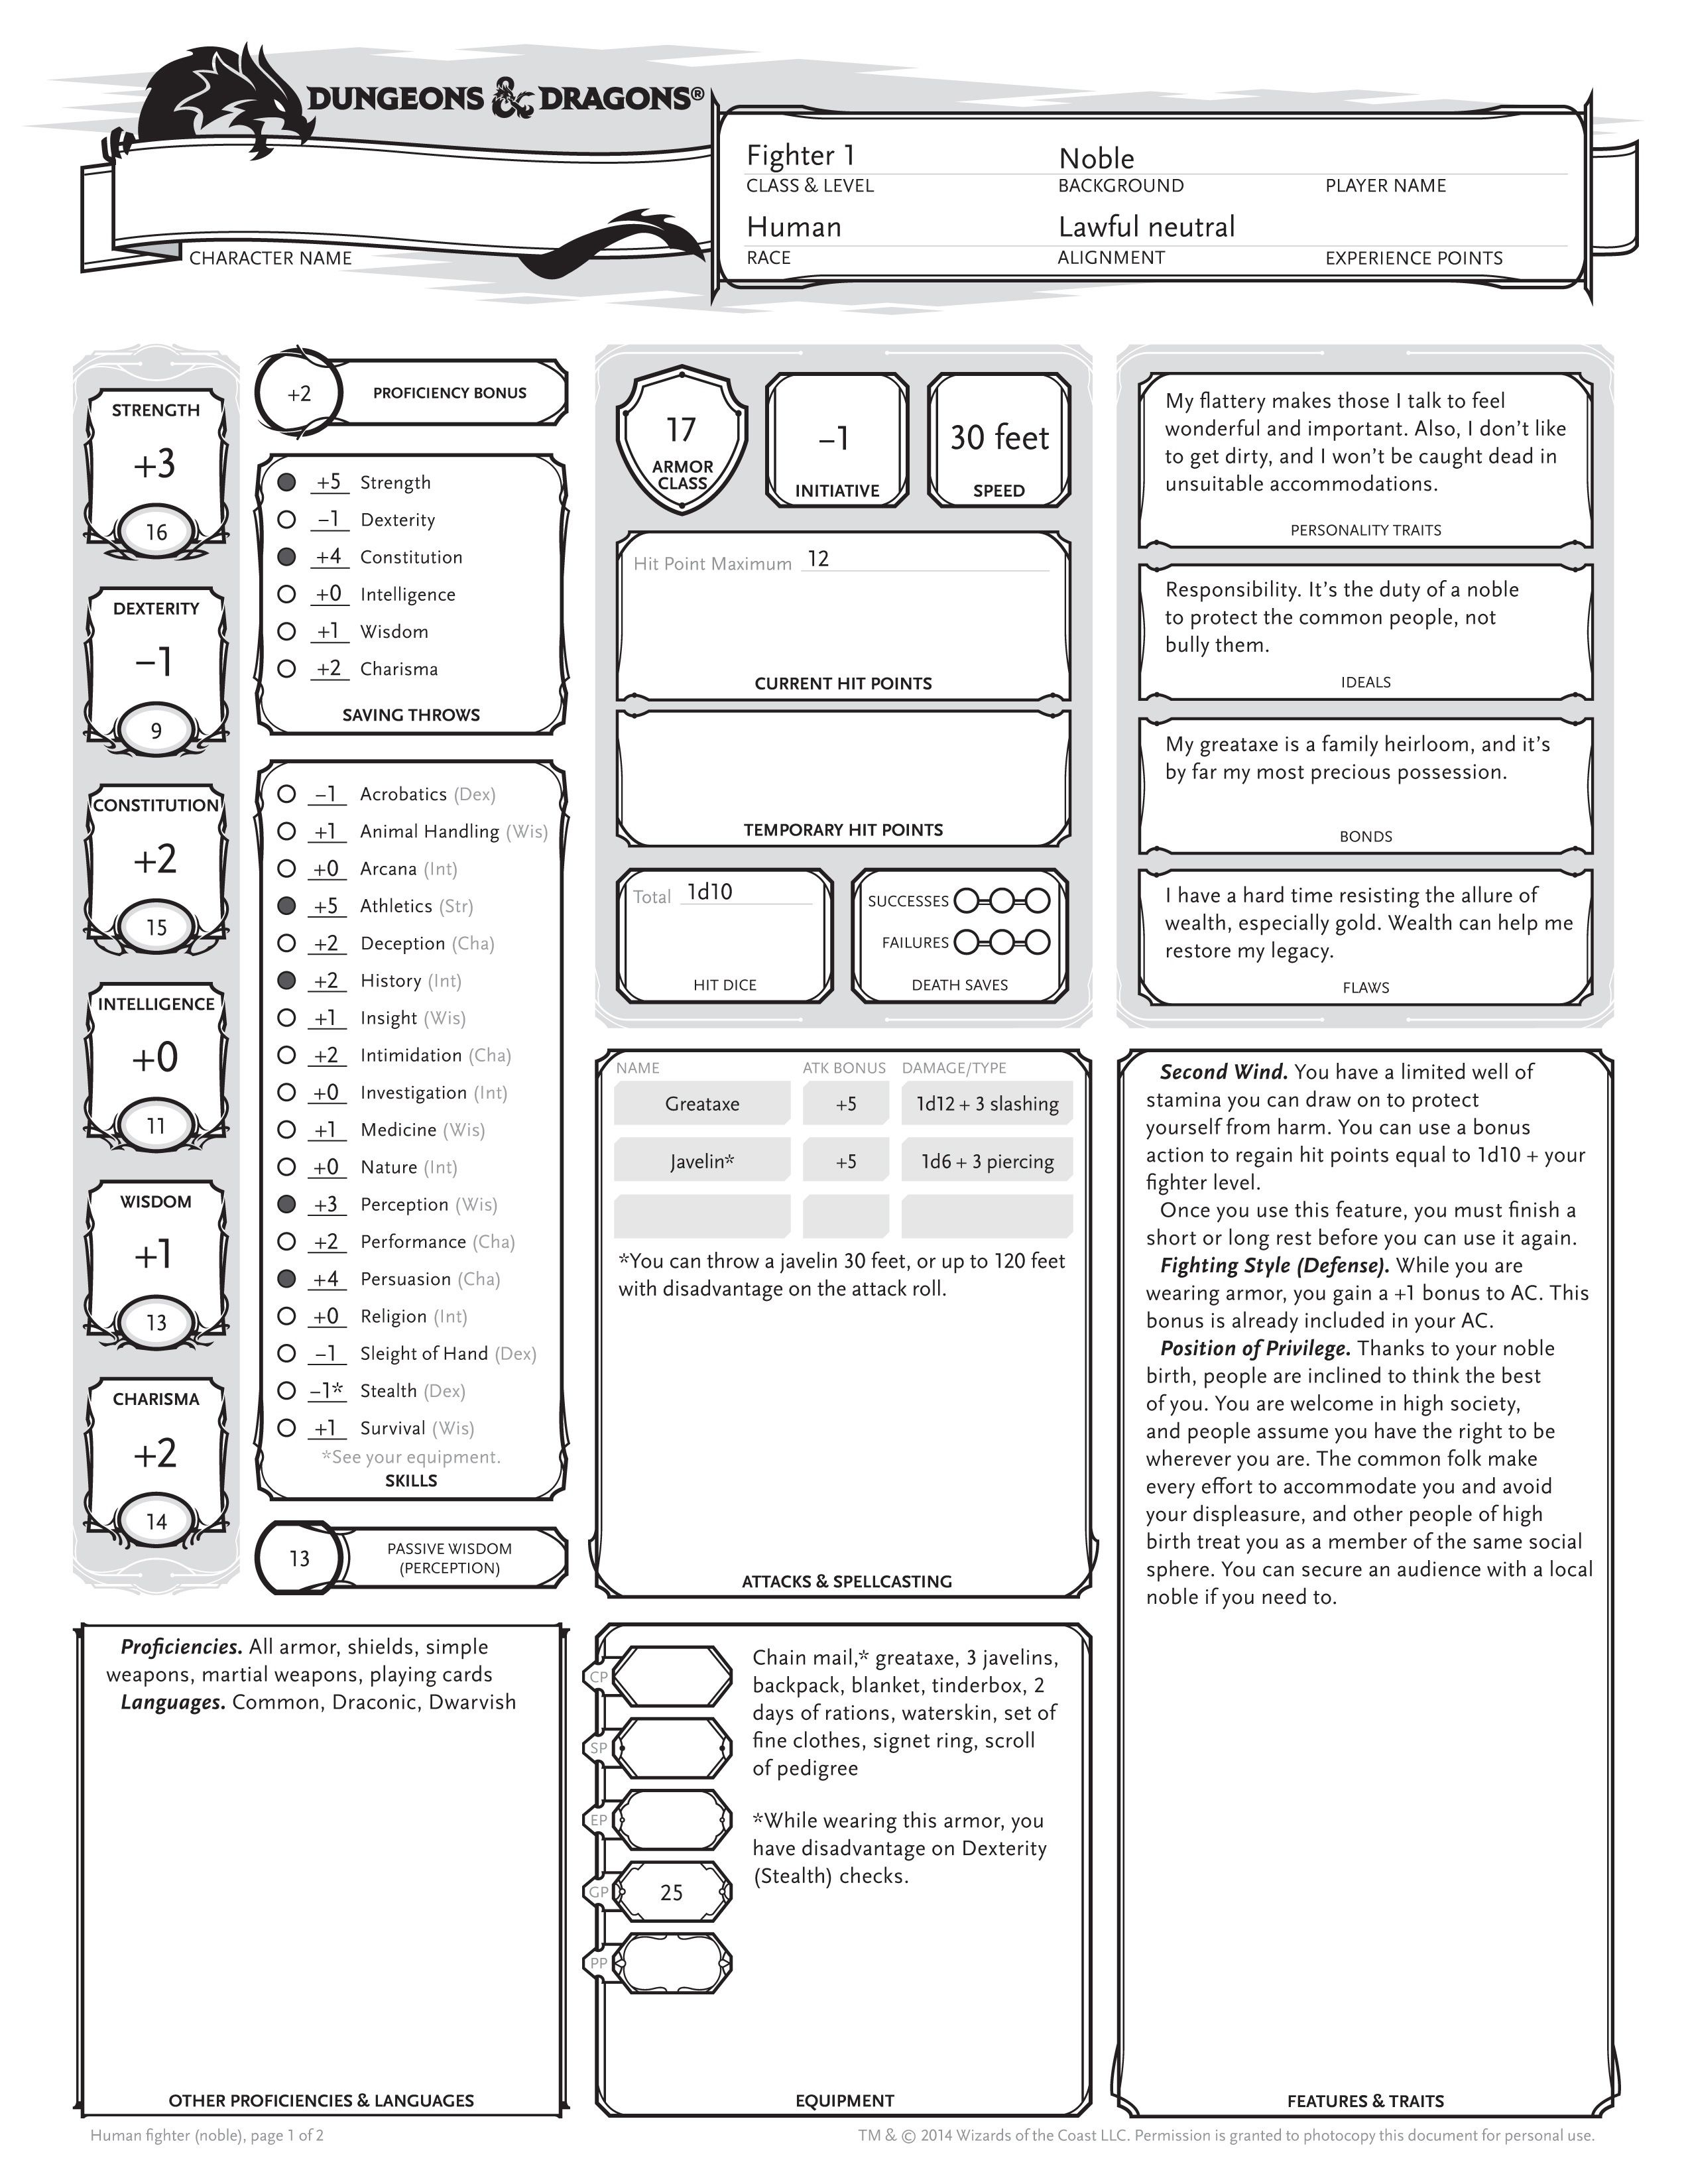 DUNGEONS & DRAGONS®
Fighter 1
Noble
CLASS & LEVEL
BACKGROUND
PLAYER NAME
Human
Lawful neutral
RACE
ALIGNMENT
EXPERIENCE POINTS
CHARACTER NAME
STRENGTH
+3
16
DEXTERITY
–1
9
CONSTITUTION
+2
15
INTELLIGENCE
+0
11
WISDOM
+1
13
CHARISMA
+2
14
+2 PROFICIENCY BONUS
+5 Strength
–1 Dexterity
+4 Constitution
+0 Intelligence
+1 Wisdom
+2 Charisma
SAVING THROWS
–1 Acrobatics (Dex)
+1 Animal Handling (Wis)
+0 Arcana (Int)
+5 Athletics (Str)
+2 Deception (Cha)
+2 History (Int)
+1 Insight (Wis)
+2 Intimidation (Cha)
+0 Investigation (Int)
+1 Medicine (Wis)
+0 Nature (Int)
+3 Perception (Wis)
+2 Performance (Cha)
+4 Persuasion (Cha)
+0 Religion (Int)
–1 Sleight of Hand (Dex)
–1* Stealth (Dex)
+1 Survival (Wis)
*See your equipment.
SKILLS
13
PASSIVE WISDOM
(PERCEPTION)
Proficiencies. All armor, shields, simple
weapons, martial weapons, playing cards
Languages. Common, Draconic, Dwarvish
OTHER PROFICIENCIES & LANGUAGES
17
ARMOR
CLASS
–1
INITIATIVE
30 feet
SPEED
Hit Point Maximum 12
CURRENT HIT POINTS
TEMPORARY HIT POINTS
Total 1d10
HIT DICE
SUCCESSES
FAILURES
DEATH SAVES
NAME ATK BONUS DAMAGE/TYPE
Greataxe +5 1d12 + 3 slashing
Javelin* +5 1d6 + 3 piercing
*You can throw a javelin 30 feet, or up to 120 feet
with disadvantage on the attack roll.
ATTACKS & SPELLCASTING
CP
SP
EP
GP
25
PP
Chain mail,* greataxe, 3 javelins,
backpack, blanket, tinderbox, 2
days of rations, waterskin, set of
fine clothes, signet ring, scroll
of pedigree
*While wearing this armor, you
have disadvantage on Dexterity
(Stealth) checks.
EQUIPMENT
My flattery makes those I talk to feel
wonderful and important. Also, I don’t like
to get dirty, and I won’t be caught dead in
unsuitable accommodations.
PERSONALITY TRAITS
Responsibility. It’s the duty of a noble
to protect the common people, not
bully them.
IDEALS
My greataxe is a family heirloom, and it’s
by far my most precious possession.
BONDS
I have a hard time resisting the allure of
wealth, especially gold. Wealth can help me
restore my legacy.
FLAWS
Second Wind. You have a limited well of
stamina you can draw on to protect
yourself from harm. You can use a bonus
action to regain hit points equal to 1d10 + your
fighter level.
Once you use this feature, you must finish a
short or long rest before you can use it again.
Fighting Style (Defense). While you are
wearing armor, you gain a +1 bonus to AC. This
bonus is already included in your AC.
Position of Privilege. Thanks to your noble
birth, people are inclined to think the best
of you. You are welcome in high society,
and people assume you have the right to be
wherever you are. The common folk make
every effort to accommodate you and avoid
your displeasure, and other people of high
birth treat you as a member of the same social
sphere. You can secure an audience with a local
noble if you need to.
FEATURES & TRAITS
Human fighter (noble), page 1 of 2
TM & © 2014 Wizards of the Coast LLC. Permission is granted to photocopy this document for personal use.